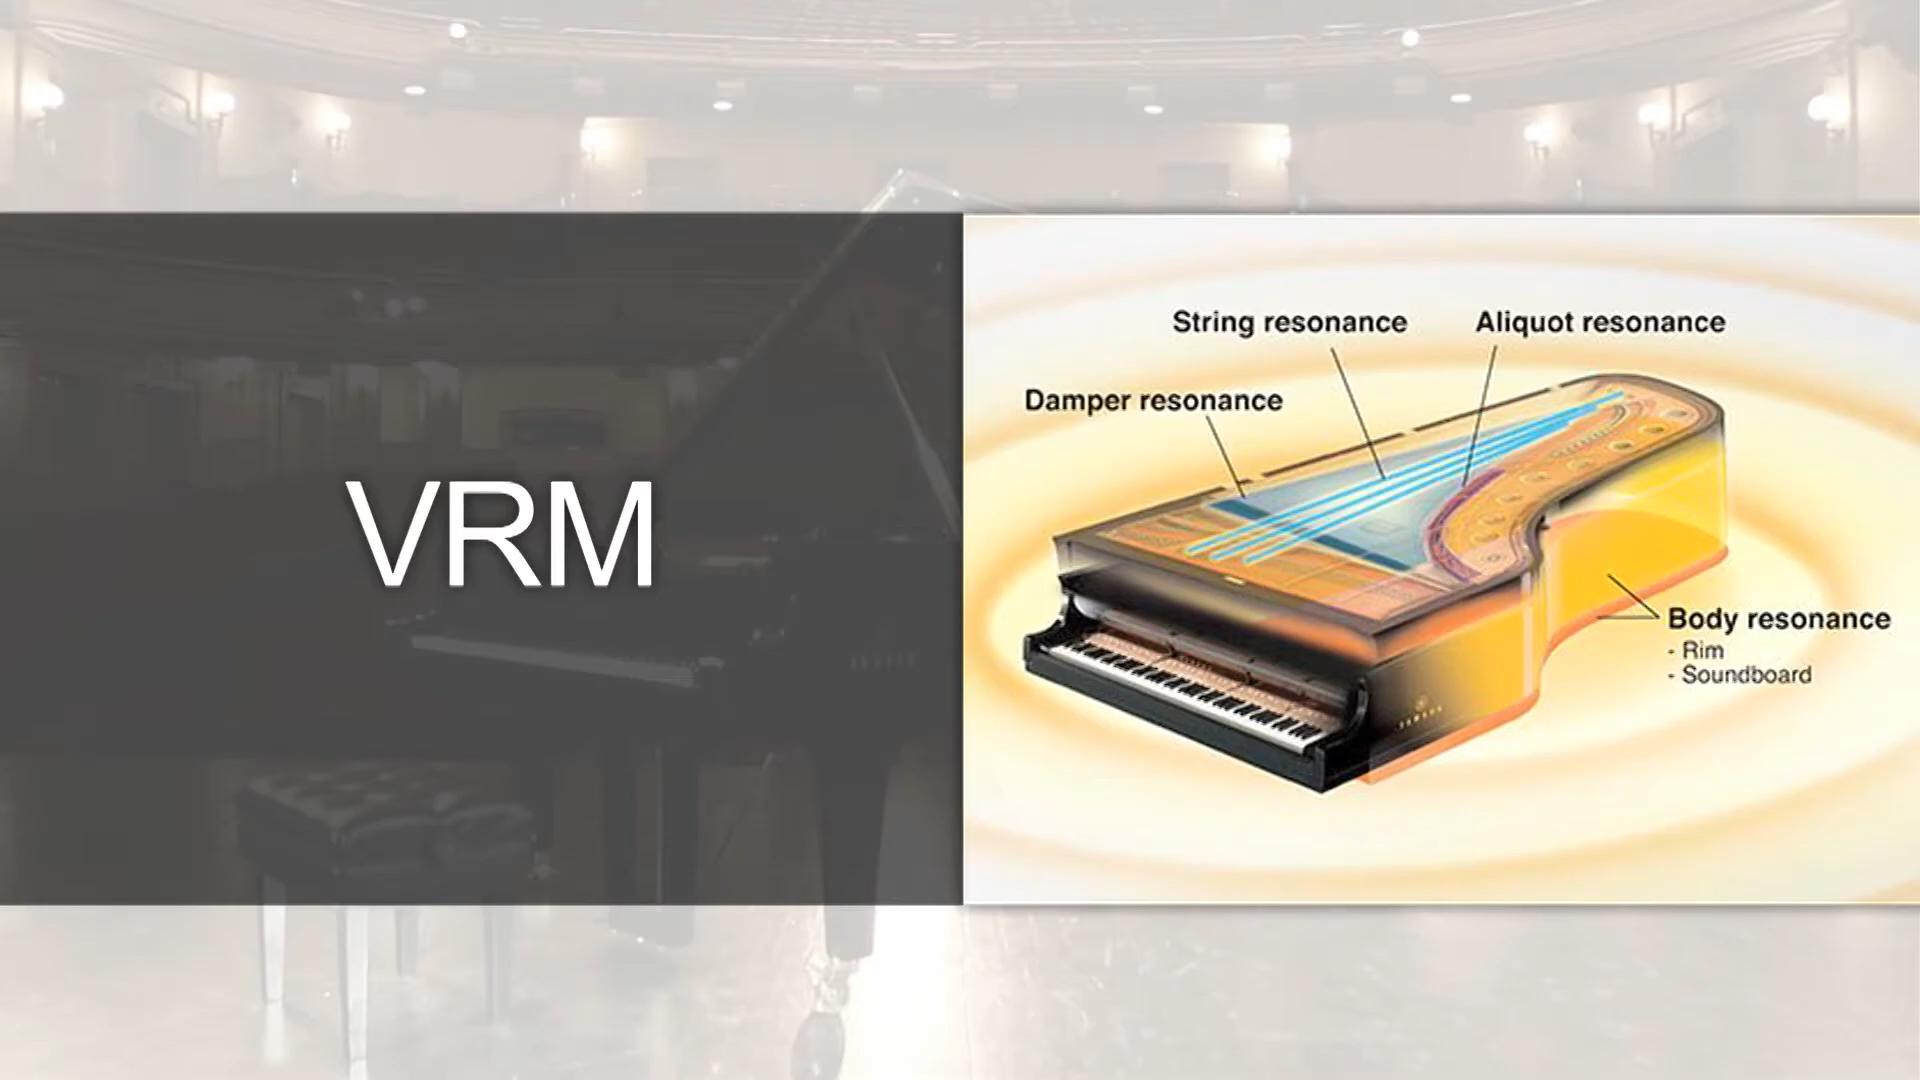 VRM
String resonance
Aliquot resonance
Damper resonance
Body resonance
- Rim
- Soundboard